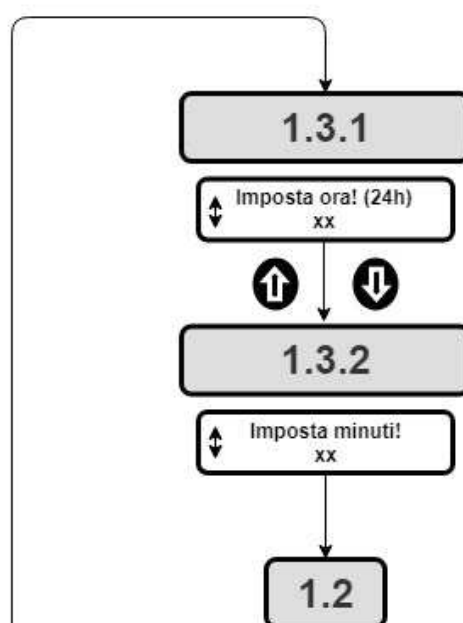 1.3.1
Imposta ora! (24h)
xx
1.3.2
Imposta minuti!
xx
1.2